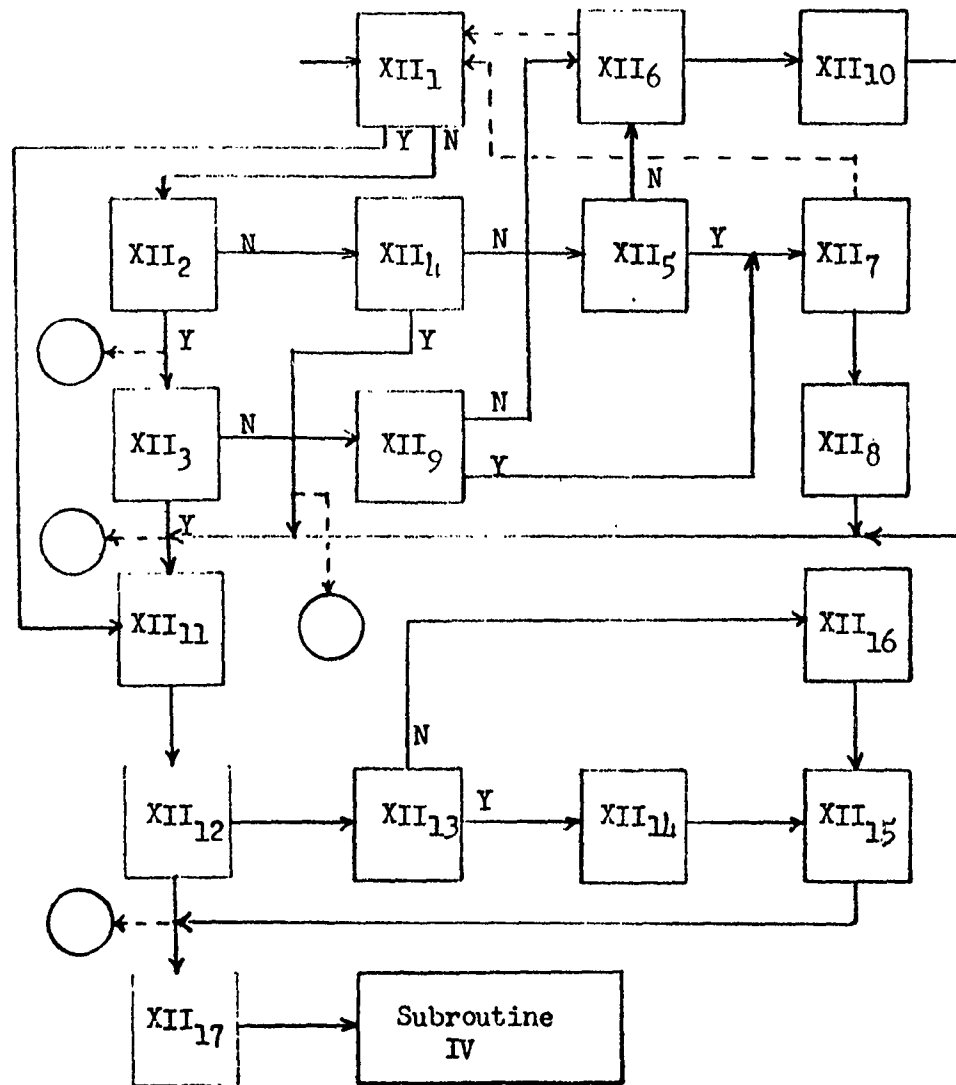 XII₁
XII₆
XII₁₀
Y N
N
XII₂
N
XII₄
N
XII₅
Y
XII₇
Y
Y
XII₃
N
XII₉
N
Y
XII₈
Y
XII₁₁
XII₁₆
N
XII₁₂
XII₁₃
Y
XII₁₄
XII₁₅
XII₁₇
Subroutine
IV